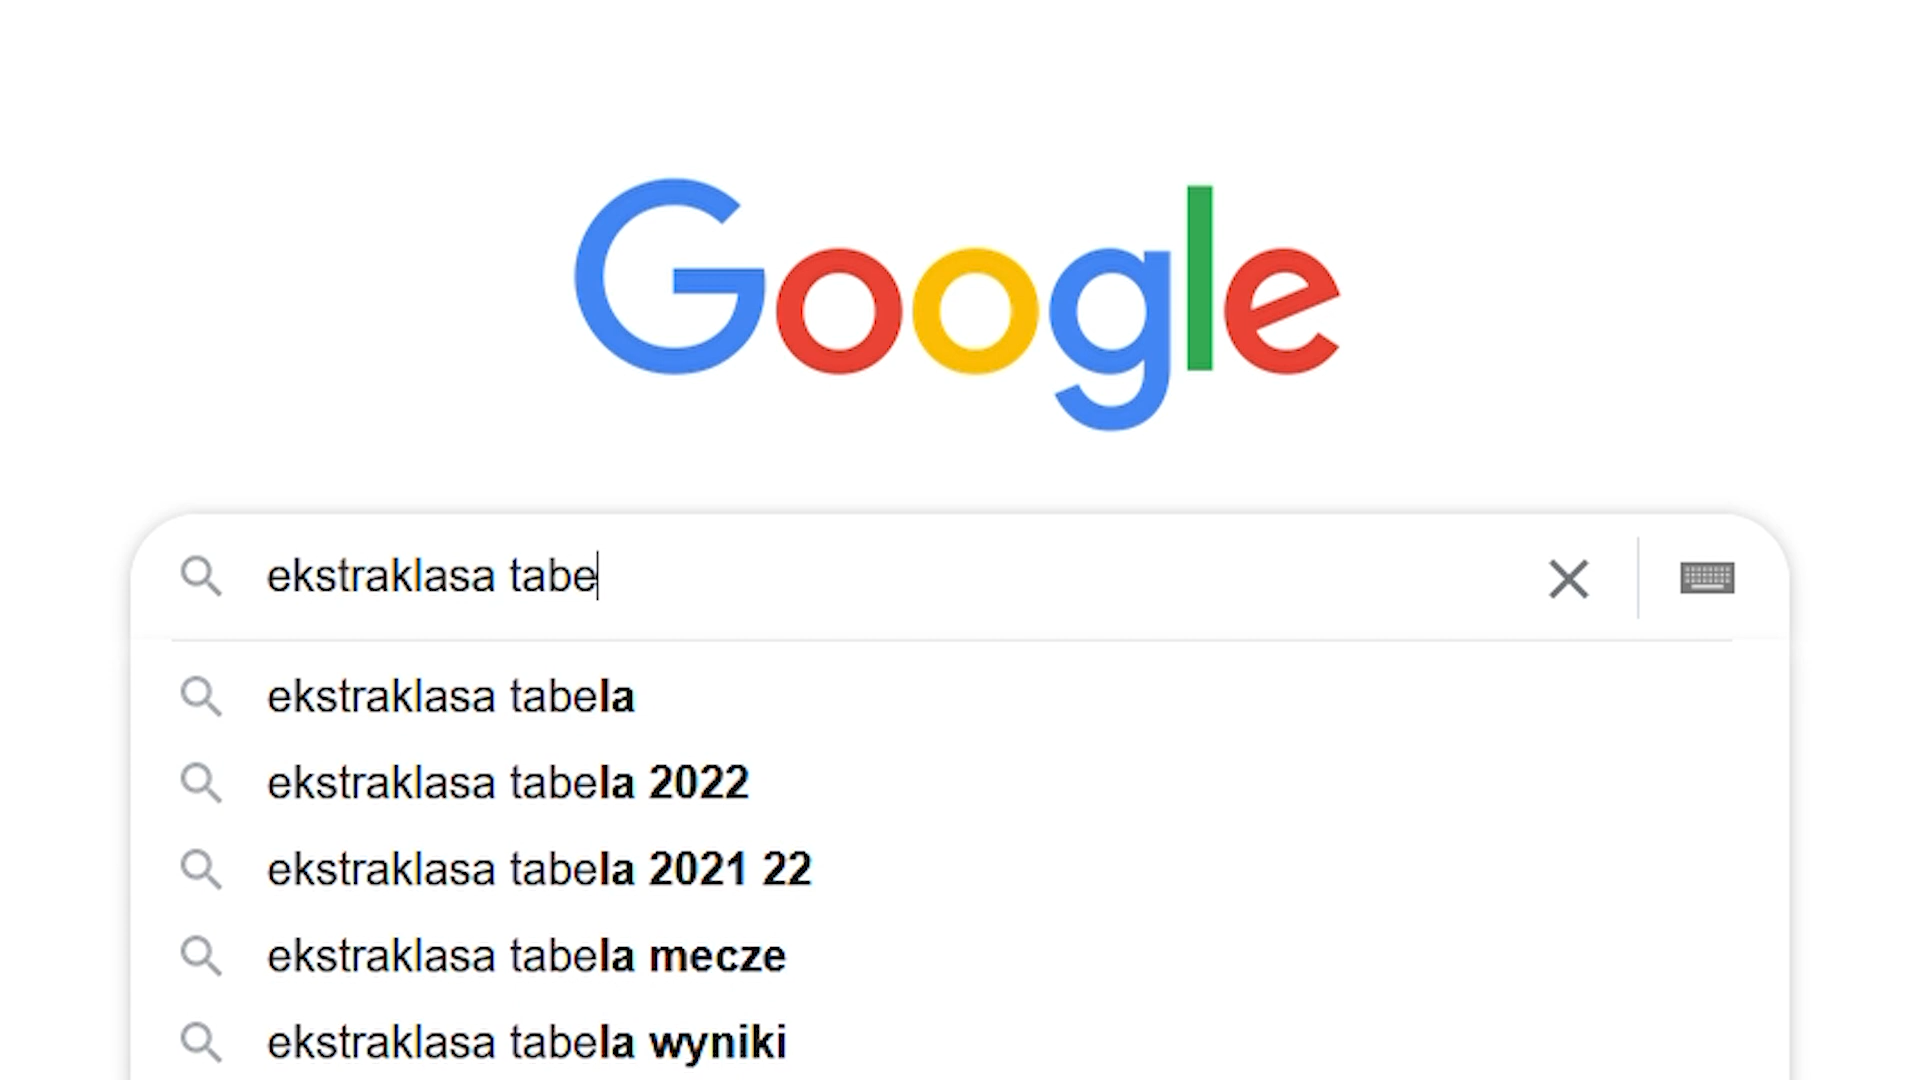 Google
ekstraklasa tabe
ekstraklasa tabela
ekstraklasa tabela 2022
ekstraklasa tabela 2021 22
ekstraklasa tabela mecze
ekstraklasa tabela wyniki